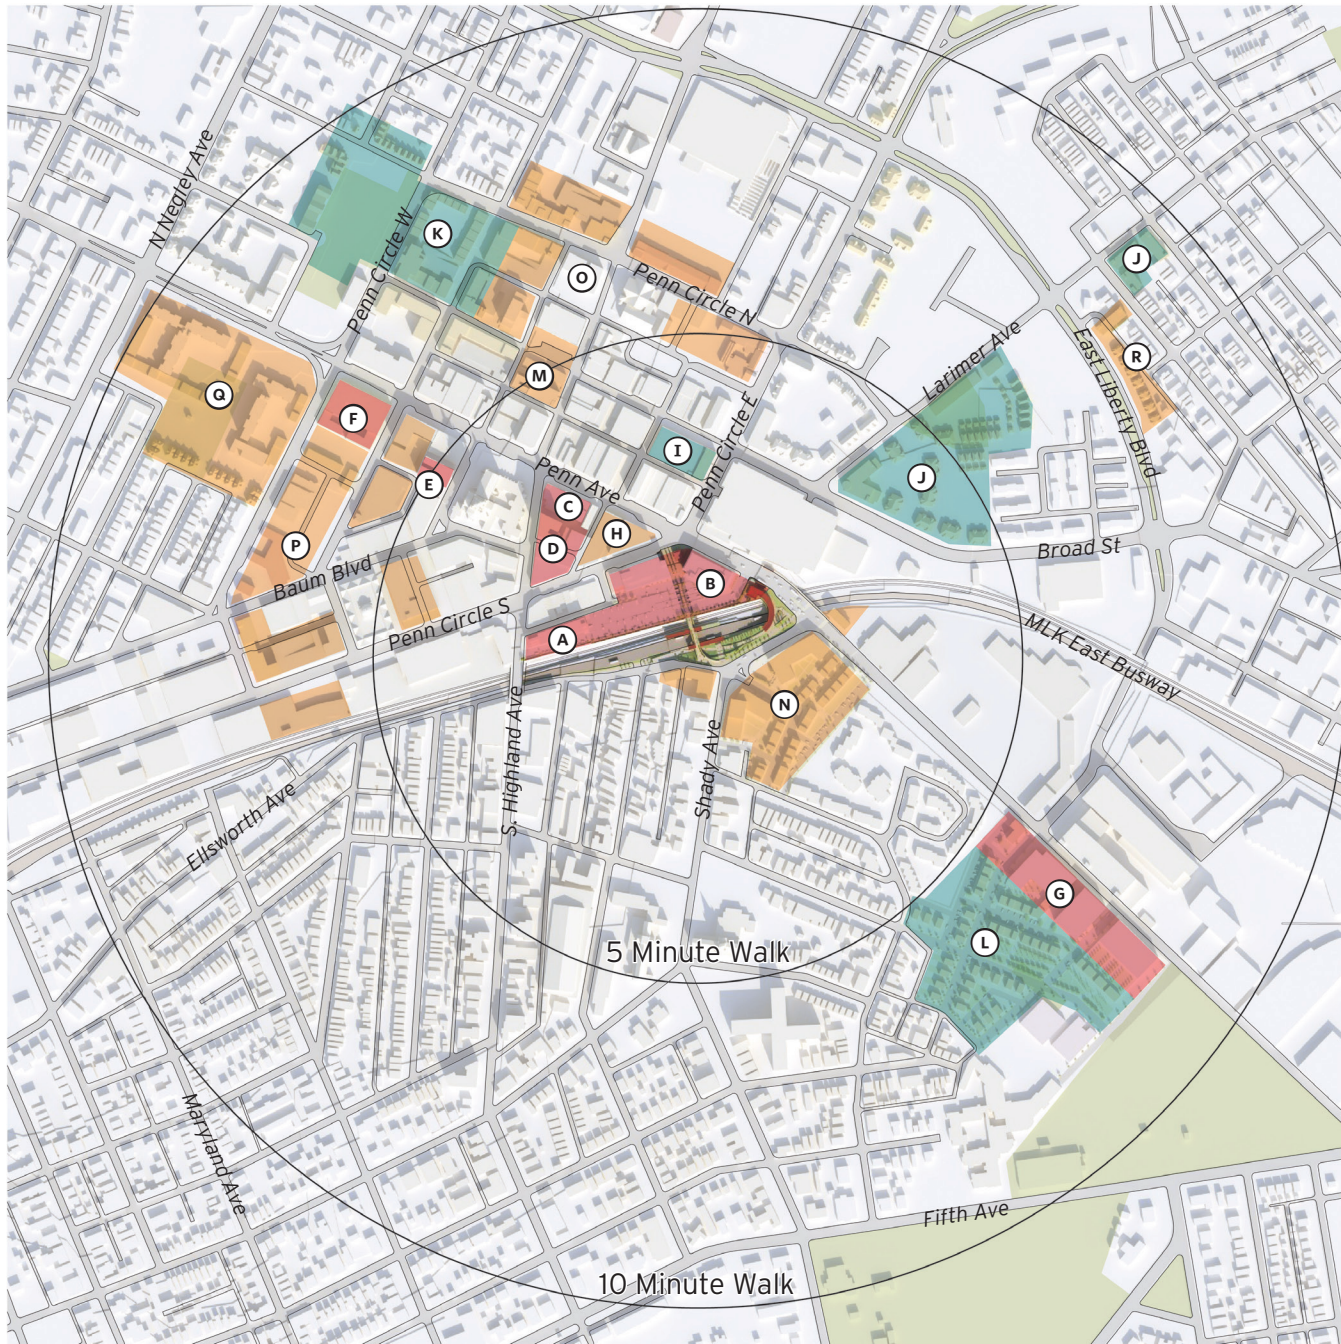 N Negley Ave
Penn Circle W
K
O
Penn Circle N
J
Larimer Ave
East Liberty Blvd
R
M
Q
F
Penn Circle E
I
E
Penn Ave
J
C
H
D
P
Baum Blvd
Broad St
B
Penn Circle S
A
MLK East Busway
N
S. Highland Ave
Shady Ave
Ellsworth Ave
G
L
5 Minute Walk
Maryland Ave
Fifth Ave
10 Minute Walk